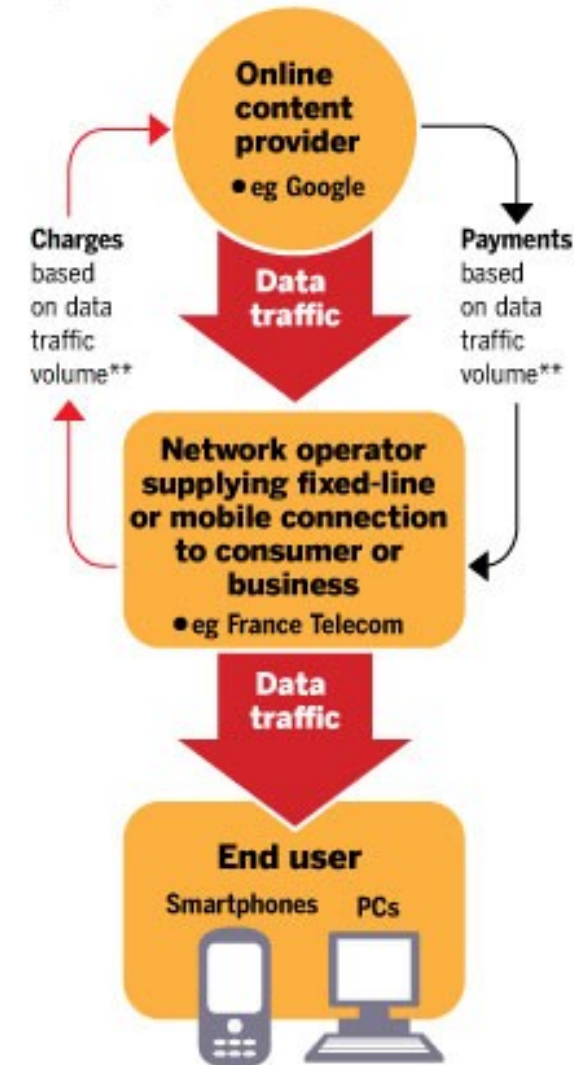 Online
content
provider
• eg Google
Charges
based
on data
traffic
volume**
Payments
based
on data
traffic
volume**
Data
traffic
Network operator
supplying fixed-line
or mobile connection
to consumer or
business
• eg France Telecom
Data
traffic
End user
Smartphones
PCs